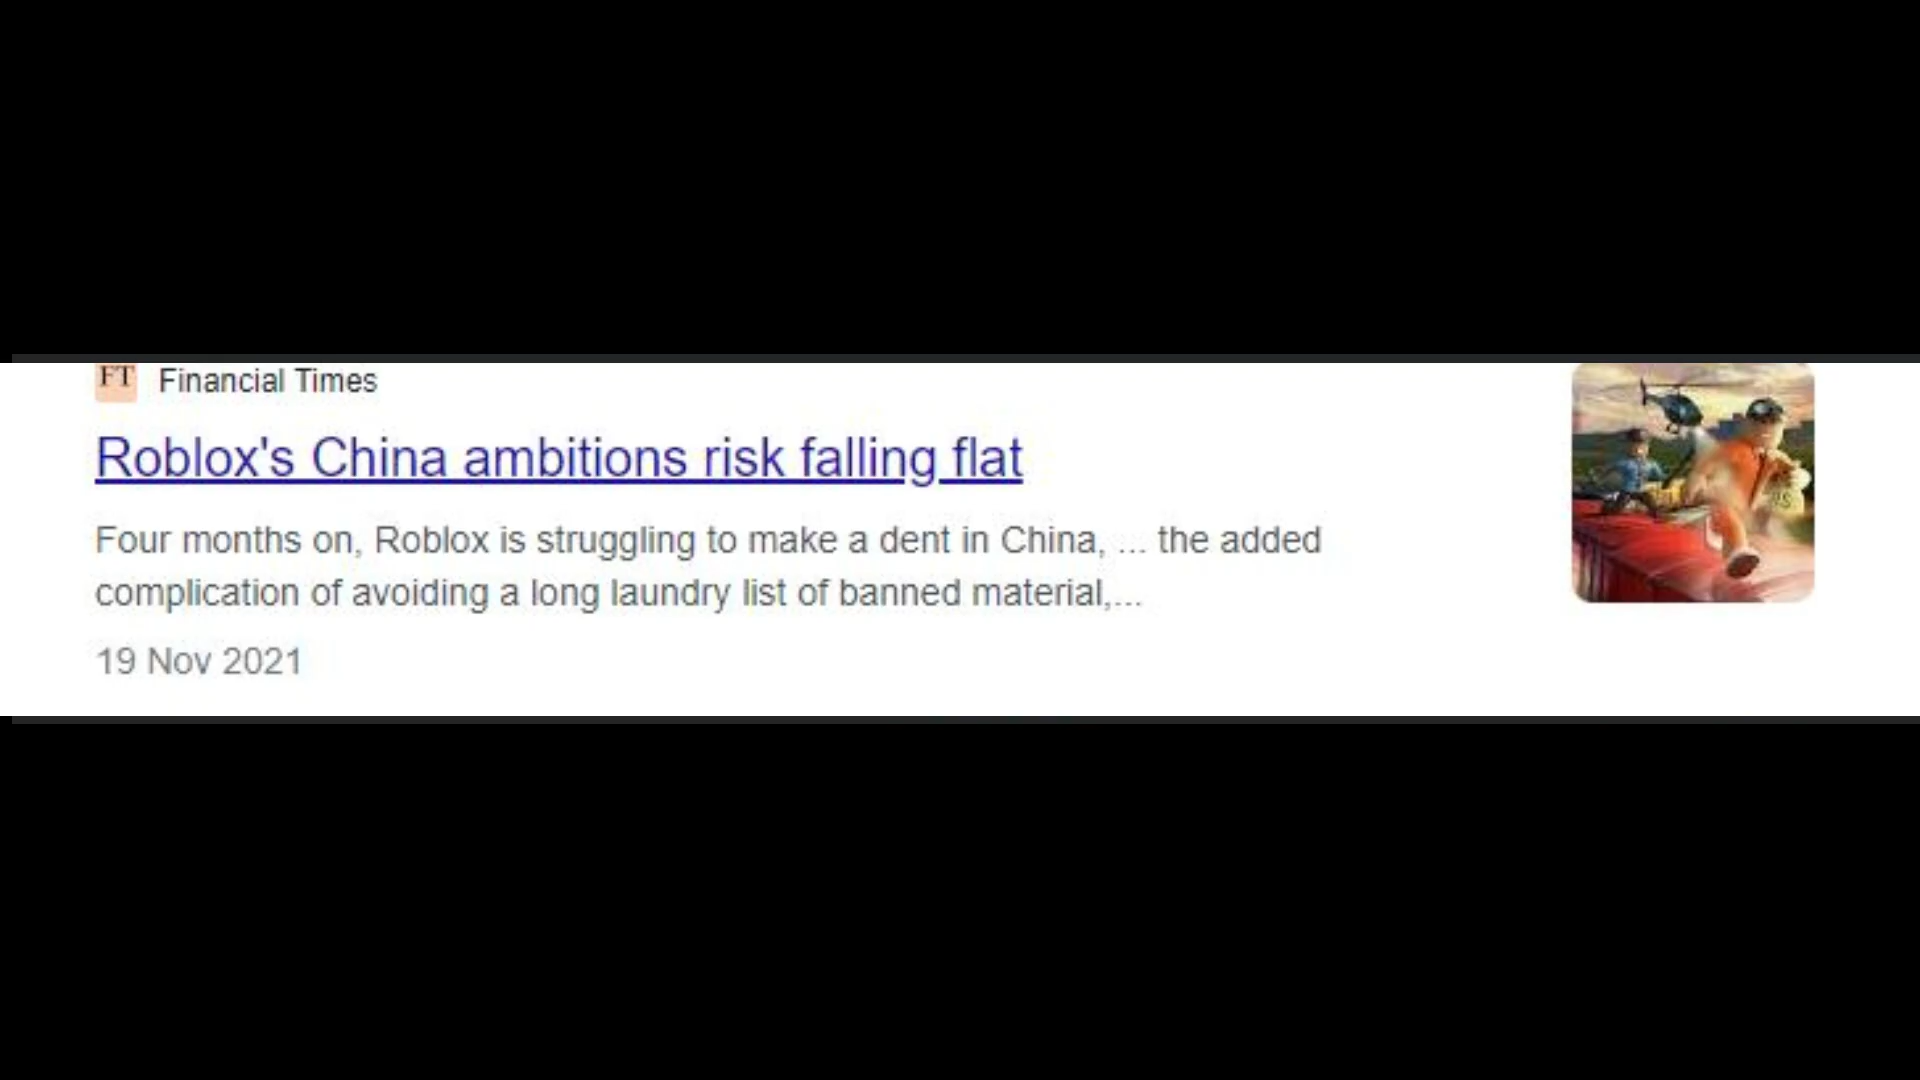 FT Financial Times
Roblox's China ambitions risk falling flat
Four months on, Roblox is struggling to make a dent in China, ... the added
complication of avoiding a long laundry list of banned material,...
19 Nov 2021